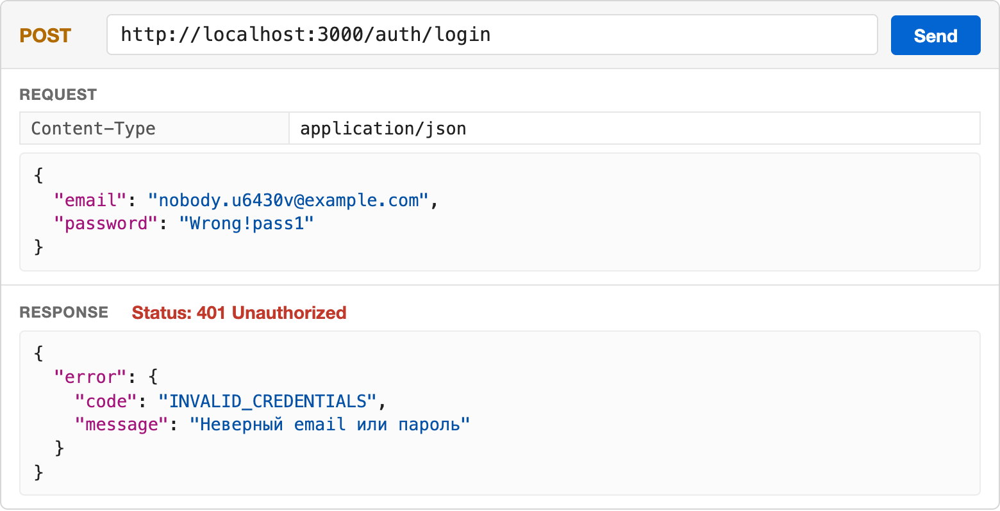 POST http://localhost:3000/auth/login Send
REQUEST
Content-Type application/json
{
  "email": "nobody.u6430v@example.com",
  "password": "Wrong!pass1"
}
RESPONSE Status: 401 Unauthorized
{
  "error": {
    "code": "INVALID_CREDENTIALS",
    "message": "Неверный email или пароль"
  }
}